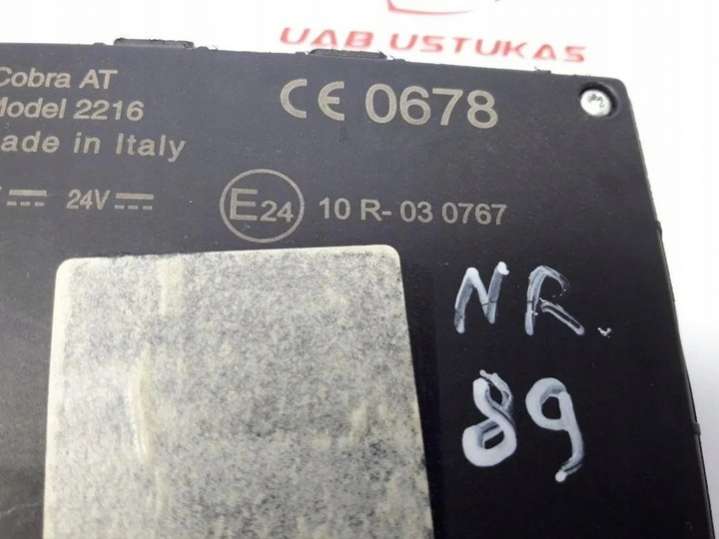 UAB USTUKAS
Cobra AT
Model 2216
ade in Italy
CE 0678
24V
E24 10 R- 03 0767
NR.
89